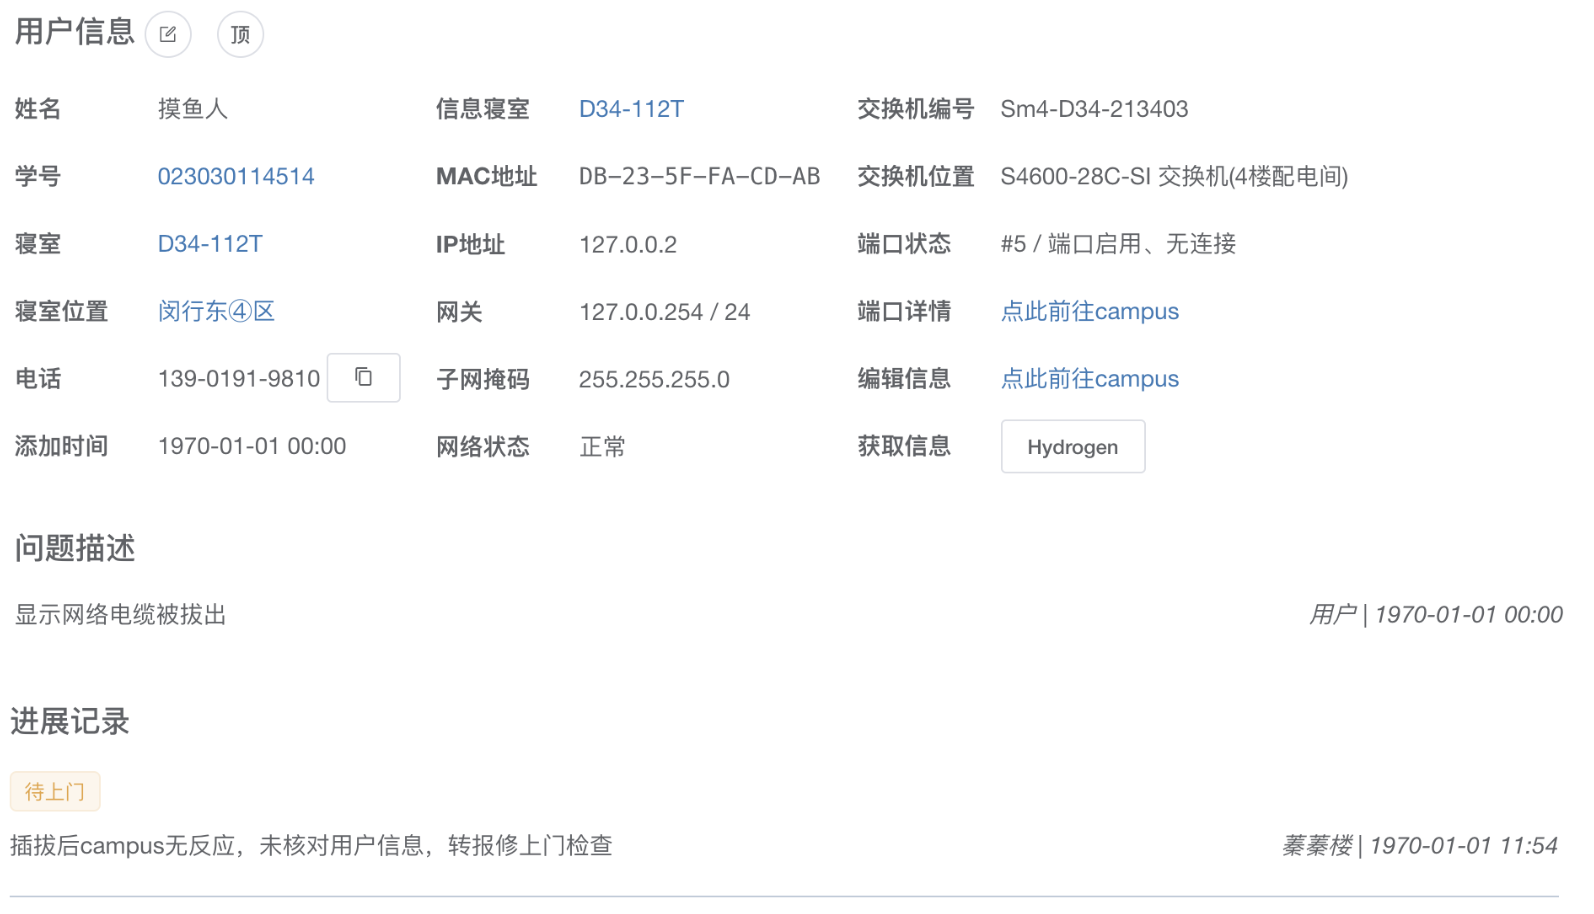 用户信息 顶
姓名 摸鱼人 信息寝室 D34-112T 交换机编号 Sm4-D34-213403
学号 023030114514 MAC地址 DB-23-5F-FA-CD-AB 交换机位置 S4600-28C-SI 交换机(4楼配电间)
寝室 D34-112T IP地址 127.0.0.2 端口状态 #5 / 端口启用、无连接
寝室位置 闵行东④区 网关 127.0.0.254 / 24 端口详情 点此前往campus
电话 139-0191-9810 子网掩码 255.255.255.0 编辑信息 点此前往campus
添加时间 1970-01-01 00:00 网络状态 正常 获取信息 Hydrogen
问题描述
显示网络电缆被拔出 用户 | 1970-01-01 00:00
进展记录
待上门
插拔后campus无反应，未核对用户信息，转报修上门检查 蓁蓁楼 | 1970-01-01 11:54